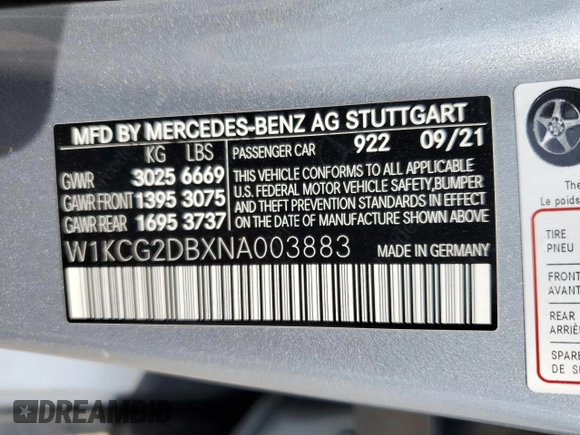 MFD BY MERCEDES-BENZ AG STUTTGART
KG LBS
GVWR 3025 6669
GAWR FRONT 1395 3075
GAWR REAR 1695 3737
PASSENGER CAR 922 09/21
THIS VEHICLE CONFORMS TO ALL APPLICABLE
U.S. FEDERAL MOTOR VEHICLE SAFETY, BUMPER
AND THEFT PREVENTION STANDARDS IN EFFECT
ON THE DATE OF MANUFACTURE SHOWN ABOVE.
W1KCG2DBXNA003883
MADE IN GERMANY
The
Le poids
TIRE
PNEU
FRONT
AVANT
REAR
ARRIÈ
SPARE
DE S
DREAMBID